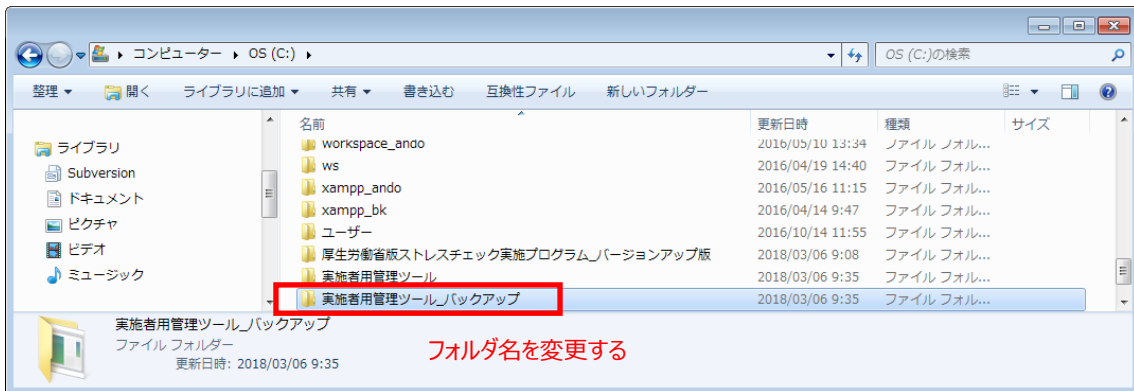 コンピューター ▸ OS (C:) ▸
OS (C:)の検索
整理 ▼ 開く ライブラリに追加 ▼ 共有 ▼ 書き込む 互換性ファイル 新しいフォルダー
名前 更新日時 種類 サイズ
ライブラリ
Subversion
ドキュメント
ピクチャ
ビデオ
ミュージック
workspace_ando 2016/05/10 13:34 ファイル フォル...
ws 2016/04/19 14:40 ファイル フォル...
xampp_ando 2016/05/16 11:15 ファイル フォル...
xampp_bk 2016/04/14 9:47 ファイル フォル...
ユーザー 2016/10/14 11:55 ファイル フォル...
厚生労働省版ストレスチェック実施プログラム_バージョンアップ版 2018/03/06 9:08 ファイル フォル...
実施者用管理ツール 2018/03/06 9:35 ファイル フォル...
実施者用管理ツール_バックアップ 2018/03/06 9:35 ファイル フォル...
実施者用管理ツール_バックアップ
ファイル フォルダー
更新日時: 2018/03/06 9:35
フォルダ名を変更する